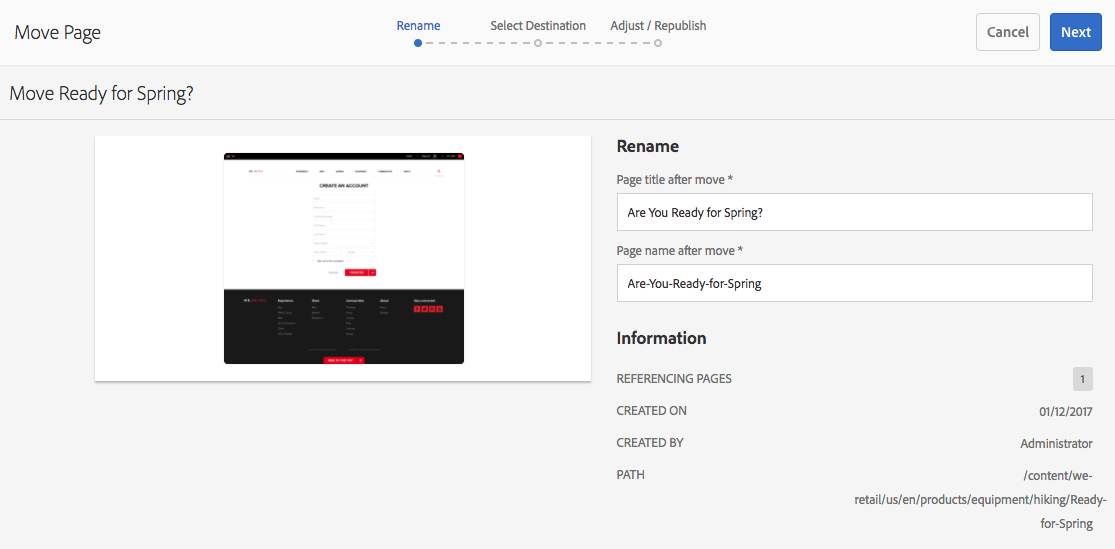 Move Page
Rename
Select Destination
Adjust / Republish
Cancel
Next
Move Ready for Spring?
CREATE AN ACCOUNT
Rename
Page title after move *
Are You Ready for Spring?
Page name after move *
Are-You-Ready-for-Spring
Information
REFERENCING PAGES
1
CREATED ON
01/12/2017
CREATED BY
Administrator
PATH
/content/we-
retail/us/en/products/equipment/hiking/Ready-
for-Spring